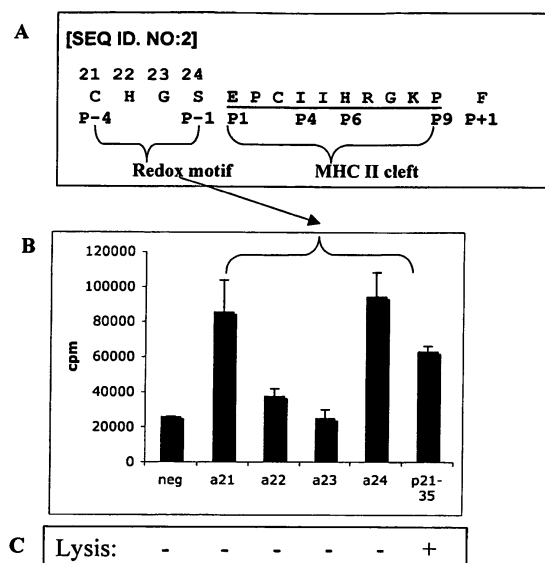 A
[SEQ ID. NO:2]
21 22 23 24
C H G S E P C I I H R G K P F
P-4 P-1 P1 P4 P6 P9 P+1
Redox motif MHC II cleft
B
120000
100000
80000
60000
40000
20000
0
cpm
neg a21 a22 a23 a24 p21-
35
C Lysis: - - - - - +